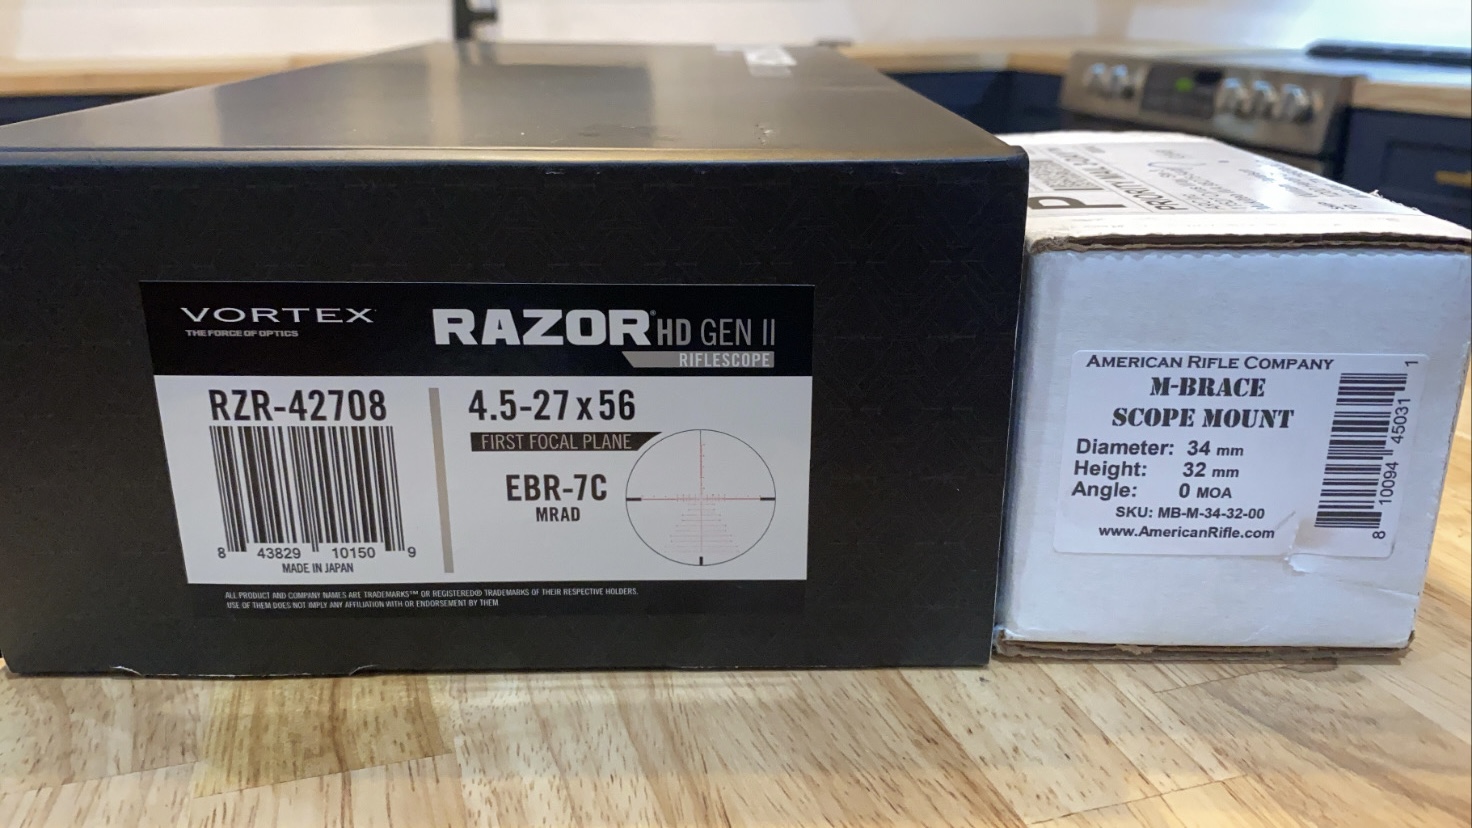 VORTEX
THE FORCE OF OPTICS
RAZOR HD GEN II
RIFLESCOPE
RZR-42708
8 43829 10150 9
MADE IN JAPAN
4.5-27 x 56
FIRST FOCAL PLANE
EBR-7C
MRAD
ALL PRODUCT AND COMPANY NAMES ARE TRADEMARKS™ OR REGISTERED® TRADEMARKS OF THEIR RESPECTIVE HOLDERS.
USE OF THEM DOES NOT IMPLY ANY AFFILIATION WITH OR ENDORSEMENT BY THEM
P
PRIORITY MAIL
AMERICAN RIFLE COMPANY
M-BRACE
SCOPE MOUNT
Diameter: 34 mm
Height: 32 mm
Angle: 0 MOA
SKU: MB-M-34-32-00
www.AmericanRifle.com
8 10094 45031 1